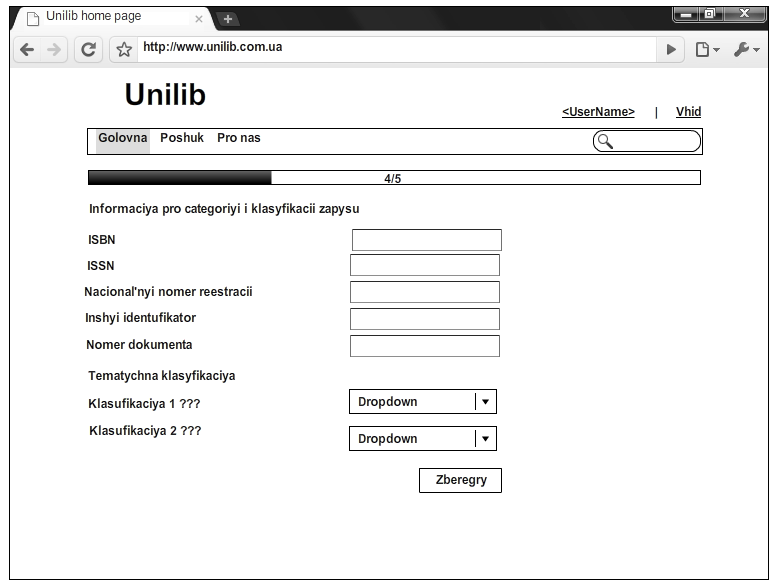 Unilib home page
http://www.unilib.com.ua
Unilib
<UserName> | Vhid
Golovna Poshuk Pro nas
4/5
Informaciya pro categoriyi i klasyfikacii zapysu
ISBN
ISSN
Nacional'nyi nomer reestracii
Inshyi identufikator
Nomer dokumenta
Tematychna klasyfikaciya
Klasufikaciya 1 ??? Dropdown
Klasufikaciya 2 ??? Dropdown
Zberegry